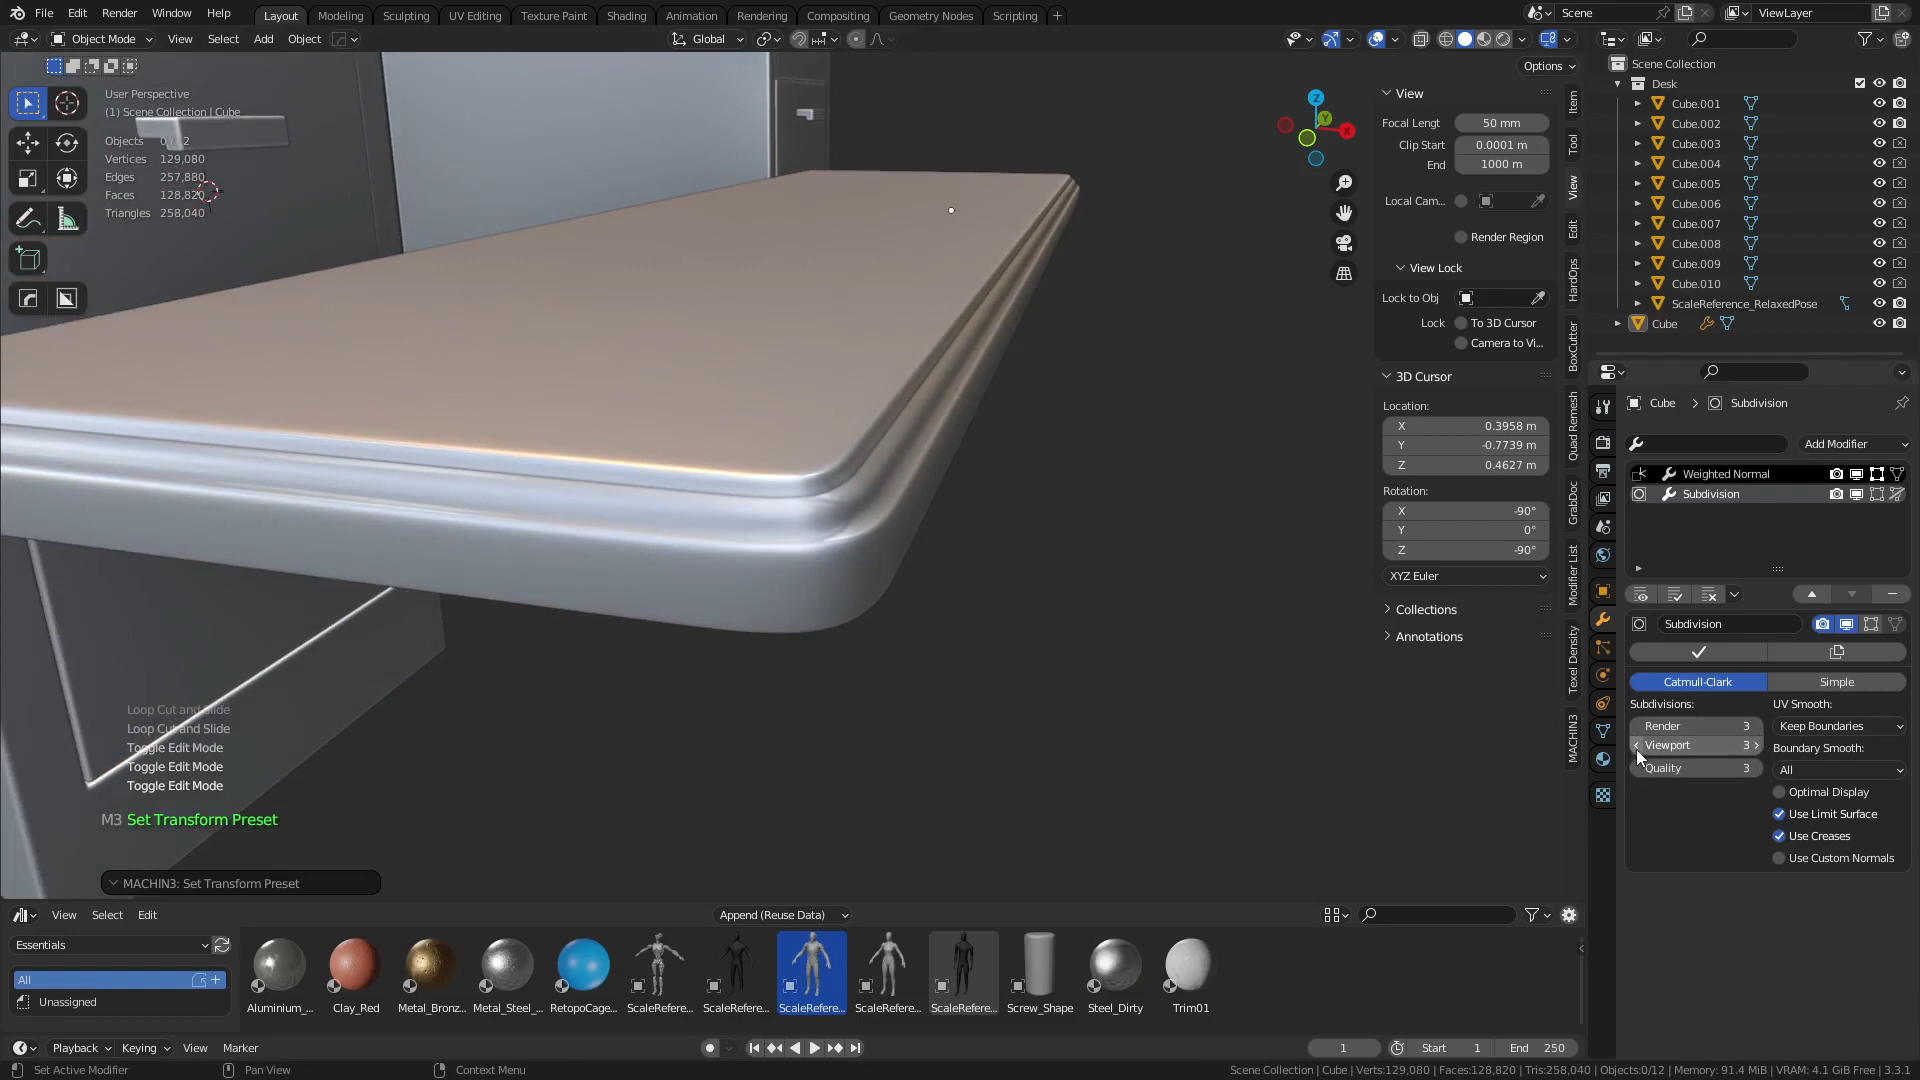 File Edit Render Window Help Layout Modeling Sculpting UV Editing Texture Paint Shading Animation Rendering Compositing Geometry Nodes Scripting + Scene ViewLayer
Object Mode View Select Add Object Global
Options
User Perspective
(1) Scene Collection | Cube
Vertices 129,080
Edges 257,880
Faces 128,820
Triangles 258,040
View
Focal Lengt 50 mm
Clip Start 0.0001 m
End 1000 m
Local Cam...
Render Region
View Lock
Lock to Obj
Lock To 3D Cursor
Camera to Vi...
3D Cursor
Location:
X 0.3958 m
Y -0.7739 m
Z 0.4627 m
Rotation:
X -90°
Y 0°
Z -90°
XYZ Euler
Collections
Annotations
Item
Tool
View
Edit
HardOps
BoxCutter
Quad Remesh
GrabDoc
Modifier List
Texel Density
MACHIN3
X
Y
Z
Scene Collection
Desk
Cube.001
Cube.002
Cube.003
Cube.004
Cube.005
Cube.006
Cube.007
Cube.008
Cube.009
Cube.010
ScaleReference_RelaxedPose
Cube
Cube > Subdivision
Add Modifier
Weighted Normal
Subdivision
Subdivision
Catmull-Clark Simple
Subdivisions: UV Smooth:
Render 3 Keep Boundaries
Viewport 3 Boundary Smooth:
Quality 3 All
Optimal Display
Use Limit Surface
Use Creases
Use Custom Normals
Loop Cut and Slide
Loop Cut and Slide
Toggle Edit Mode
Toggle Edit Mode
Toggle Edit Mode
M3 Set Transform Preset
MACHIN3: Set Transform Preset
View Select Edit Append (Reuse Data)
Essentials
All
Unassigned
Aluminium_... Clay_Red Metal_Bronz... Metal_Steel_... RetopoCage... ScaleRefere... ScaleRefere... ScaleRefere... ScaleRefere... ScaleRefere... Screw_Shape Steel_Dirty Trim01
Playback Keying View Marker 1 Start 1 End 250
Set Active Modifier Pan View Context Menu Scene Collection | Cube | Verts:129,080 | Faces:128,820 | Tris:258,040 | Objects:0/12 | Memory: 91.4 MiB | VRAM: 4.1 GiB Free | 3.3.1